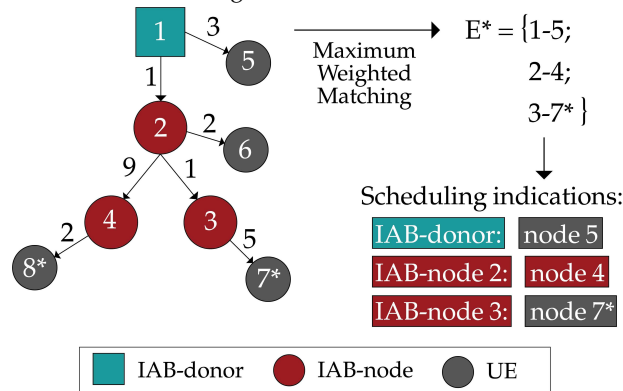 1
3
5
1
2
2
6
9
1
4
3
2
5
8*
7*
Maximum
Weighted
Matching
E* = {1-5;
2-4;
3-7* }
Scheduling indications:
IAB-donor: node 5
IAB-node 2: node 4
IAB-node 3: node 7*
IAB-donor IAB-node UE